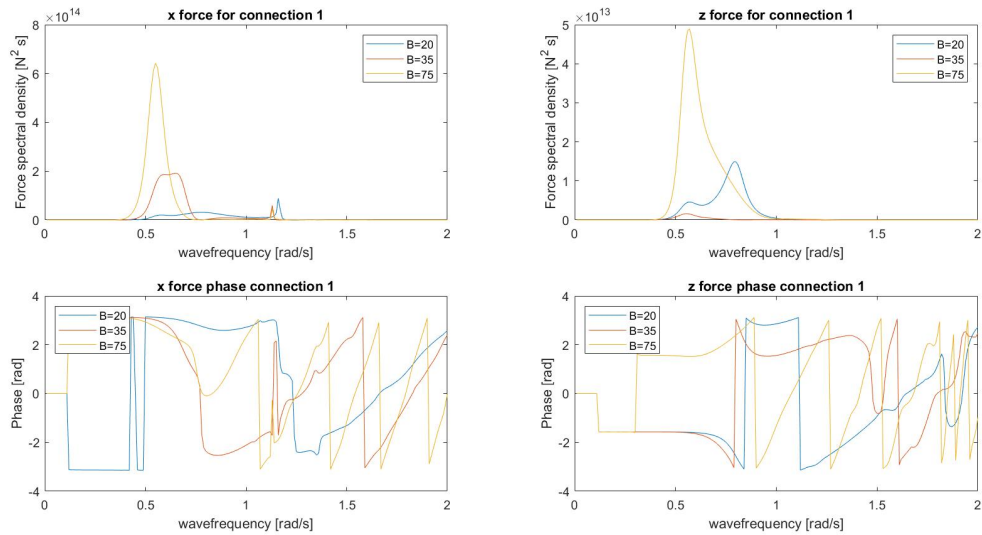 x force for connection 1
×10^14
8
6
4
2
0
Force spectral density [N^2 s]
B=20
B=35
B=75
0 0.5 1 1.5 2
wavefrequency [rad/s]
z force for connection 1
×10^13
5
4
3
2
1
0
Force spectral density [N^2 s]
B=20
B=35
B=75
0 0.5 1 1.5 2
wavefrequency [rad/s]
x force phase connection 1
4
2
0
-2
-4
Phase [rad]
B=20
B=35
B=75
0 0.5 1 1.5 2
wavefrequency [rad/s]
z force phase connection 1
4
2
0
-2
-4
Phase [rad]
B=20
B=35
B=75
0 0.5 1 1.5 2
wavefrequency [rad/s]